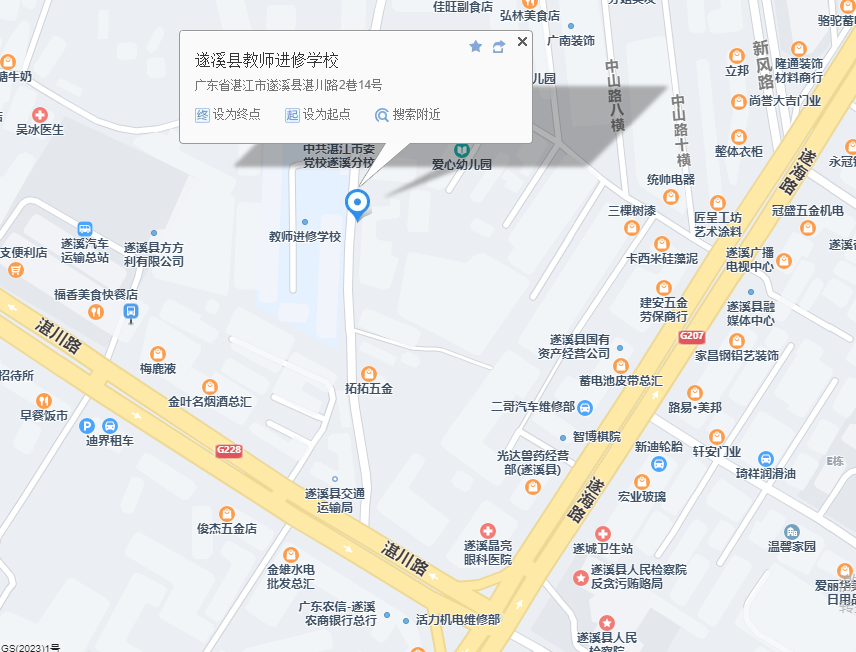 佳旺副食店
弘林美食店
广南装饰
骆驼蓄
隆通装饰
材料商行
立邦
新风路
尚誉大吉门业
中山路八横
中山路十横
整体衣柜
永冠
遂海路
糖牛奶
吴冰医生
遂溪县教师进修学校
广东省湛江市遂溪县湛川路2巷14号
终 设为终点
起 设为起点
搜索附近
儿园
中共湛江市委
党校遂溪分校
爱心幼儿园
统帅电器
三棵树漆
匠呈工坊
艺术涂料
冠盛五金机电
教师进修学校
遂溪汽车
运输总站
遂溪县方方
利有限公司
支便利店
卡西米硅藻泥
遂溪广播
电视中心
遂溪
福香美食快餐店
建安五金
劳保商行
遂溪县融
媒体中心
湛川路
G207
遂溪县国有
资产经营公司
家昌钢铝艺装饰
梅鹿液
招待所
拓拓五金
蓄电池皮带总汇
金叶名烟酒总汇
早餐饭市
二哥汽车维修部
路易·美邦
迪界租车
智博棋院
G228
光达兽药经营
部(遂溪县)
新迪轮胎
轩安门业
琦祥润滑油
E栋
遂溪县交通
运输局
宏业玻璃
遂海路
俊杰五金店
遂溪晶亮
眼科医院
遂城卫生站
温馨家园
湛川路
金雄水电
批发总汇
遂溪县人民检察院
反贪污贿赂局
爱丽华美
日用品
广东农信-遂溪
农商银行总行
活力机电维修部
遂溪县人民
检察院
GS(2023)1号